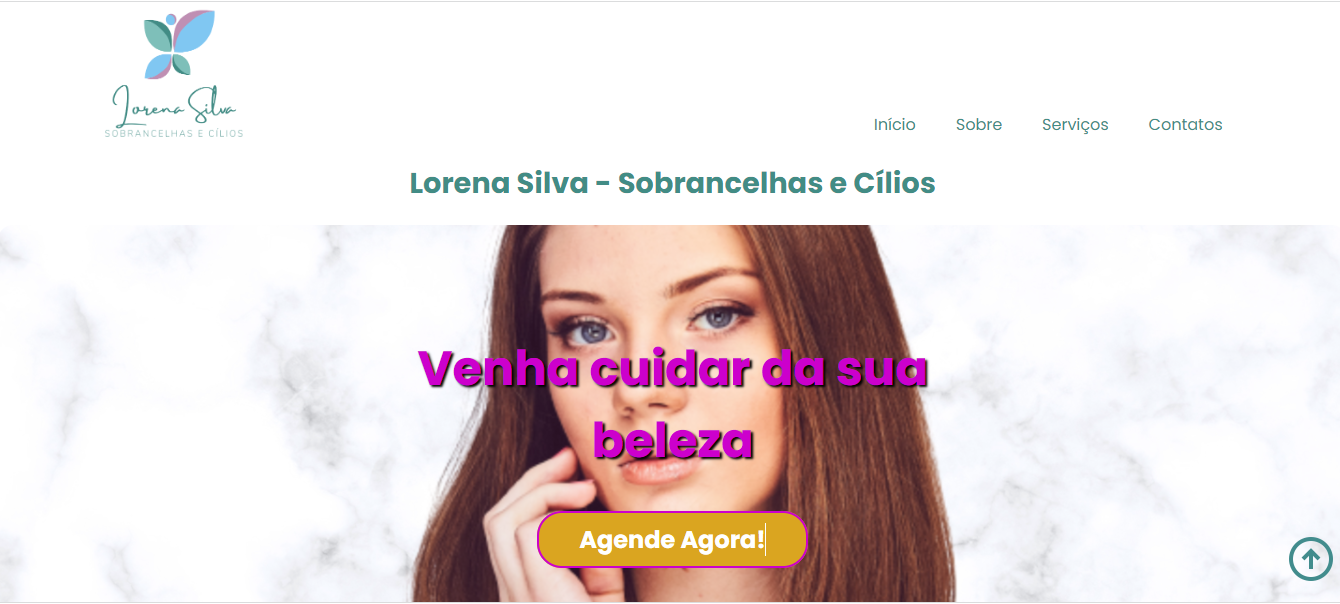 Lorena Silva
SOBRANCELHAS E CÍLIOS
Início Sobre Serviços Contatos
Lorena Silva - Sobrancelhas e Cílios
Venha cuidar da sua
beleza
Agende Agora!